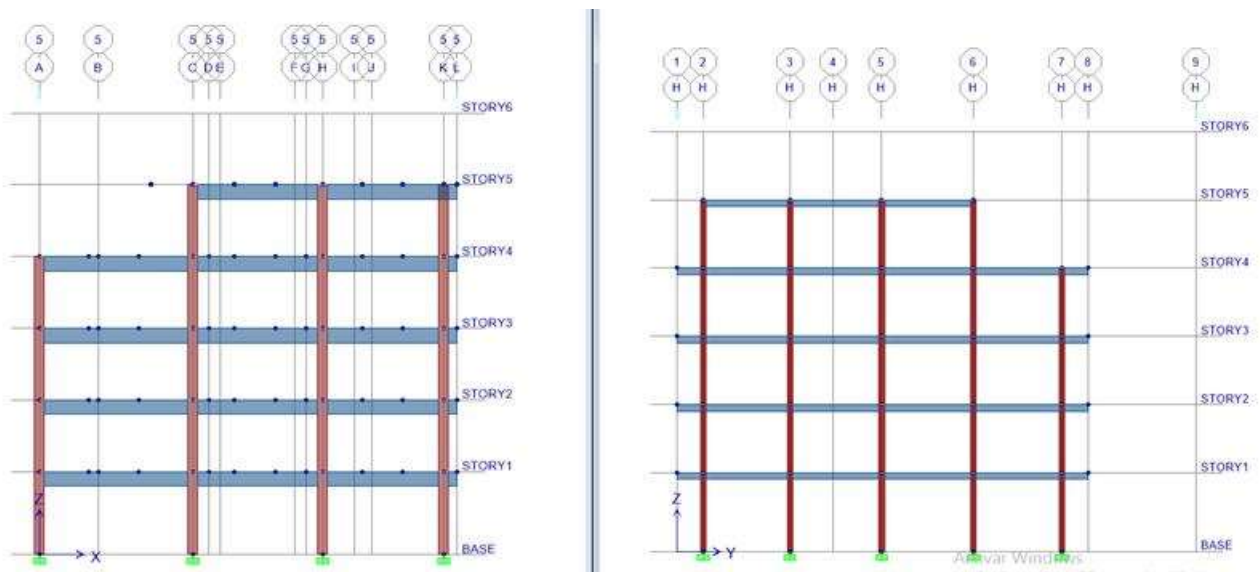 5 5 5 5 5 5 5 5 5 5 5 5
A B C D E F G H I J K L
STORY6
STORY5
STORY4
STORY3
STORY2
STORY1
Z
X
BASE
1 2 3 4 5 6 7 8 9
H H H H H H H H H
STORY6
STORY5
STORY4
STORY3
STORY2
STORY1
Z
Y
BASE